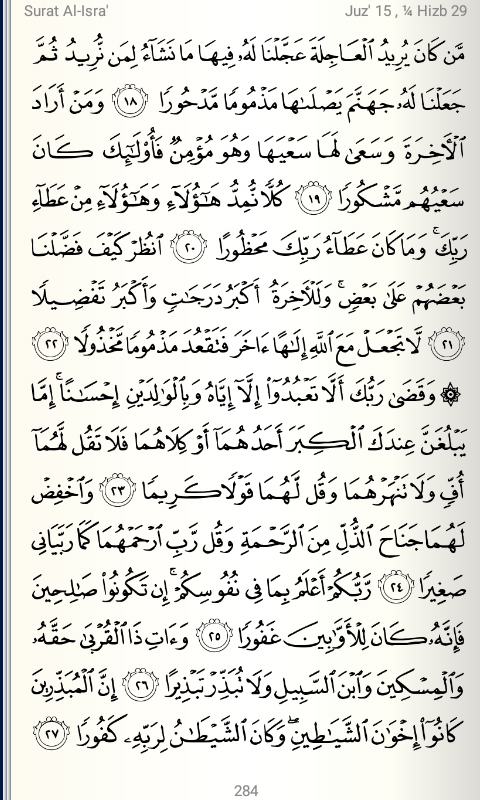 Surat Al-Isra'
Juz' 15 , ¼ Hizb 29
مَّن كَانَ يُرِيدُ ٱلۡعَاجِلَةَ عَجَّلۡنَا لَهُۥ فِيهَا مَا نَشَآءُ لِمَن نُّرِيدُ ثُمَّ
جَعَلۡنَا لَهُۥ جَهَنَّمَ يَصۡلَىٰهَا مَذۡمُومٗا مَّدۡحُورٗا ١٨ وَمَنۡ أَرَادَ
ٱلۡأٓخِرَةَ وَسَعَىٰ لَهَا سَعۡيَهَا وَهُوَ مُؤۡمِنٞ فَأُوْلَـٰٓئِكَ كَانَ
سَعۡيُهُم مَّشۡكُورٗا ١٩ كُلّٗا نُّمِدُّ هَـٰٓؤُلَآءِ وَهَـٰٓؤُلَآءِ مِنۡ عَطَآءِ
رَبِّكَۚ وَمَا كَانَ عَطَآءُ رَبِّكَ مَحۡظُورًا ٢٠ ٱنظُرۡ كَيۡفَ فَضَّلۡنَا
بَعۡضَهُمۡ عَلَىٰ بَعۡضٖۚ وَلَلۡأٓخِرَةُ أَكۡبَرُ دَرَجَٰتٖ وَأَكۡبَرُ تَفۡضِيلٗا
٢١ لَّا تَجۡعَلۡ مَعَ ٱللَّهِ إِلَٰهًا ءَاخَرَ فَتَقۡعُدَ مَذۡمُومٗا مَّخۡذُولٗا ٢٢
۞ وَقَضَىٰ رَبُّكَ أَلَّا تَعۡبُدُوٓاْ إِلَّآ إِيَّاهُ وَبِٱلۡوَٰلِدَيۡنِ إِحۡسَٰنًاۚ إِمَّا
يَبۡلُغَنَّ عِندَكَ ٱلۡكِبَرَ أَحَدُهُمَآ أَوۡ كِلَاهُمَا فَلَا تَقُل لَّهُمَآ
أُفّٖ وَلَا تَنۡهَرۡهُمَا وَقُل لَّهُمَا قَوۡلٗا كَرِيمٗا ٢٣ وَٱخۡفِضۡ
لَهُمَا جَنَاحَ ٱلذُّلِّ مِنَ ٱلرَّحۡمَةِ وَقُل رَّبِّ ٱرۡحَمۡهُمَا كَمَا رَبَّيَانِي
صَغِيرٗا ٢٤ رَّبُّكُمۡ أَعۡلَمُ بِمَا فِي نُفُوسِكُمۡۚ إِن تَكُونُواْ صَٰلِحِينَ
فَإِنَّهُۥ كَانَ لِلۡأَوَّٰبِينَ غَفُورٗا ٢٥ وَءَاتِ ذَا ٱلۡقُرۡبَىٰ حَقَّهُۥ
وَٱلۡمِسۡكِينَ وَٱبۡنَ ٱلسَّبِيلِ وَلَا تُبَذِّرۡ تَبۡذِيرًا ٢٦ إِنَّ ٱلۡمُبَذِّرِينَ
كَانُوٓاْ إِخۡوَٰنَ ٱلشَّيَٰطِينِۖ وَكَانَ ٱلشَّيۡطَٰنُ لِرَبِّهِۦ كَفُورٗا ٢٧
284